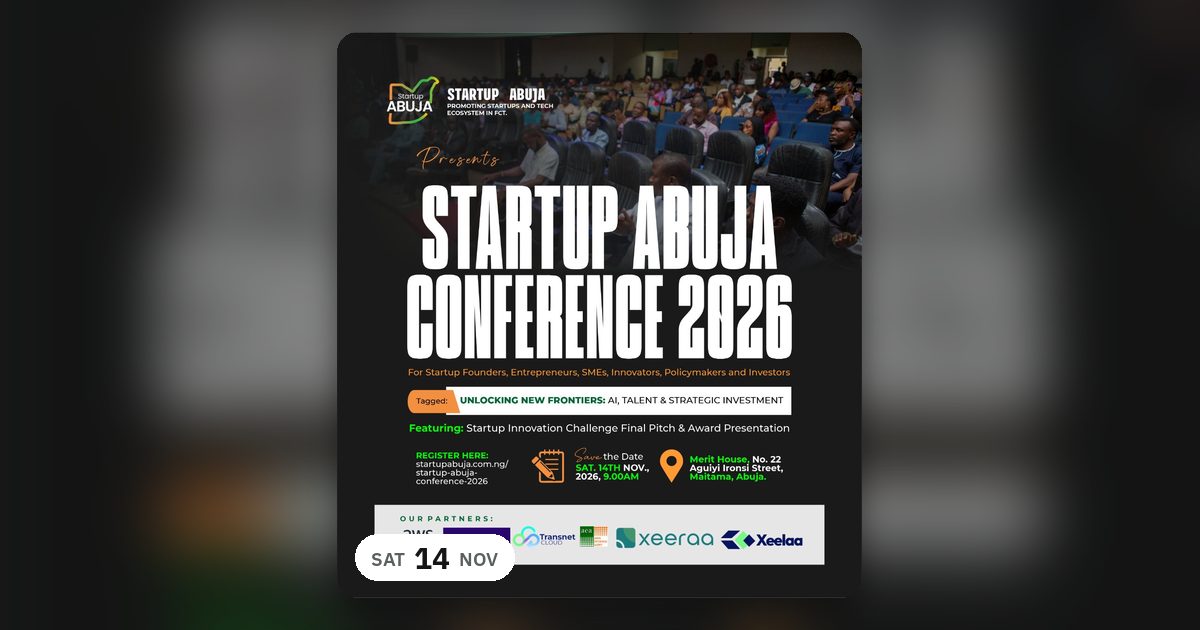 Startup
ABUJA
STARTUP ABUJA
PROMOTING STARTUPS AND TECH
ECOSYSTEM IN FCT.
Presents
STARTUP ABUJA
CONFERENCE 2026
For Startup Founders, Entrepreneurs, SMEs, Innovators, Policymakers and Investors
Tagged: UNLOCKING NEW FRONTIERS: AI, TALENT & STRATEGIC INVESTMENT
Featuring: Startup Innovation Challenge Final Pitch & Award Presentation
REGISTER HERE:
startupabuja.com.ng/
startup-abuja-
conference-2026
Save the Date
SAT. 14TH NOV.,
2026, 9.00AM
Merit House, No. 22
Aguiyi Ironsi Street,
Maitama, Abuja.
OUR PARTNERS:
aws
Transnet
CLOUD
aea
xeeraa
Xeelaa
SAT 14 NOV